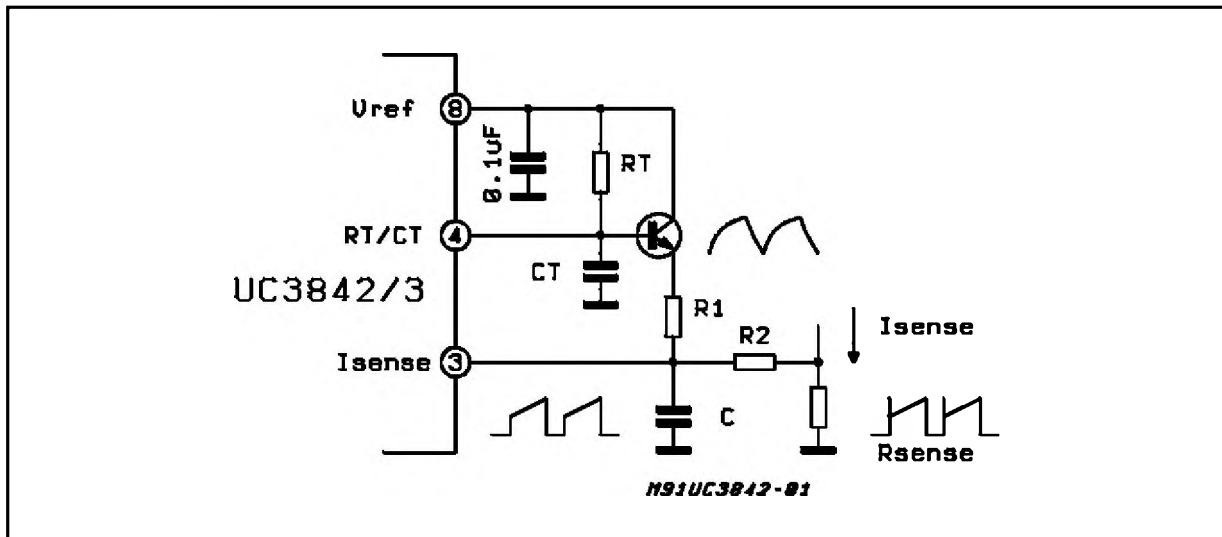 Vref
8
0.1uF
RT
RT/CT
4
CT
UC3842/3
R1
R2
Isense
Isense
3
C
Rsense
M91UC3842-01